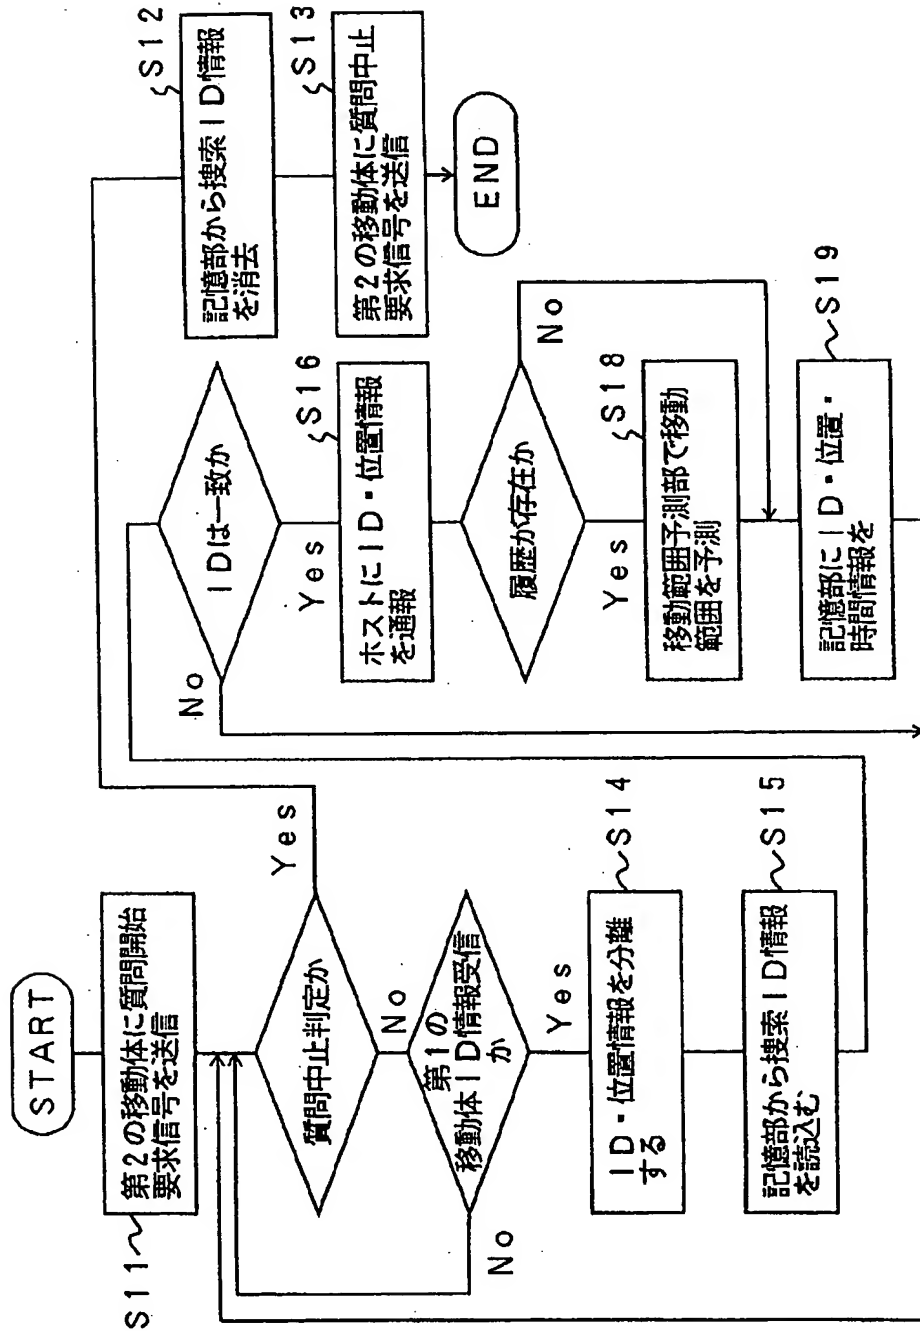 START
S11
第2の移動体に質問開始
要求信号を送信
質問中止判定か
Yes
No
第1の
移動体ID情報受信
か
No
Yes
S14
ID・位置情報を分離
する
S15
記憶部から捜索ID情報
を読込む
S12
記憶部から捜索ID情報
を消去
S13
第2の移動体に質問中止
要求信号を送信
END
IDは一致か
No
Yes
S16
ホストにID・位置情報
を通報
履歴が存在か
No
Yes
S18
移動範囲予測部で移動
範囲を予測
S19
記憶部にID・位置・
時間情報を